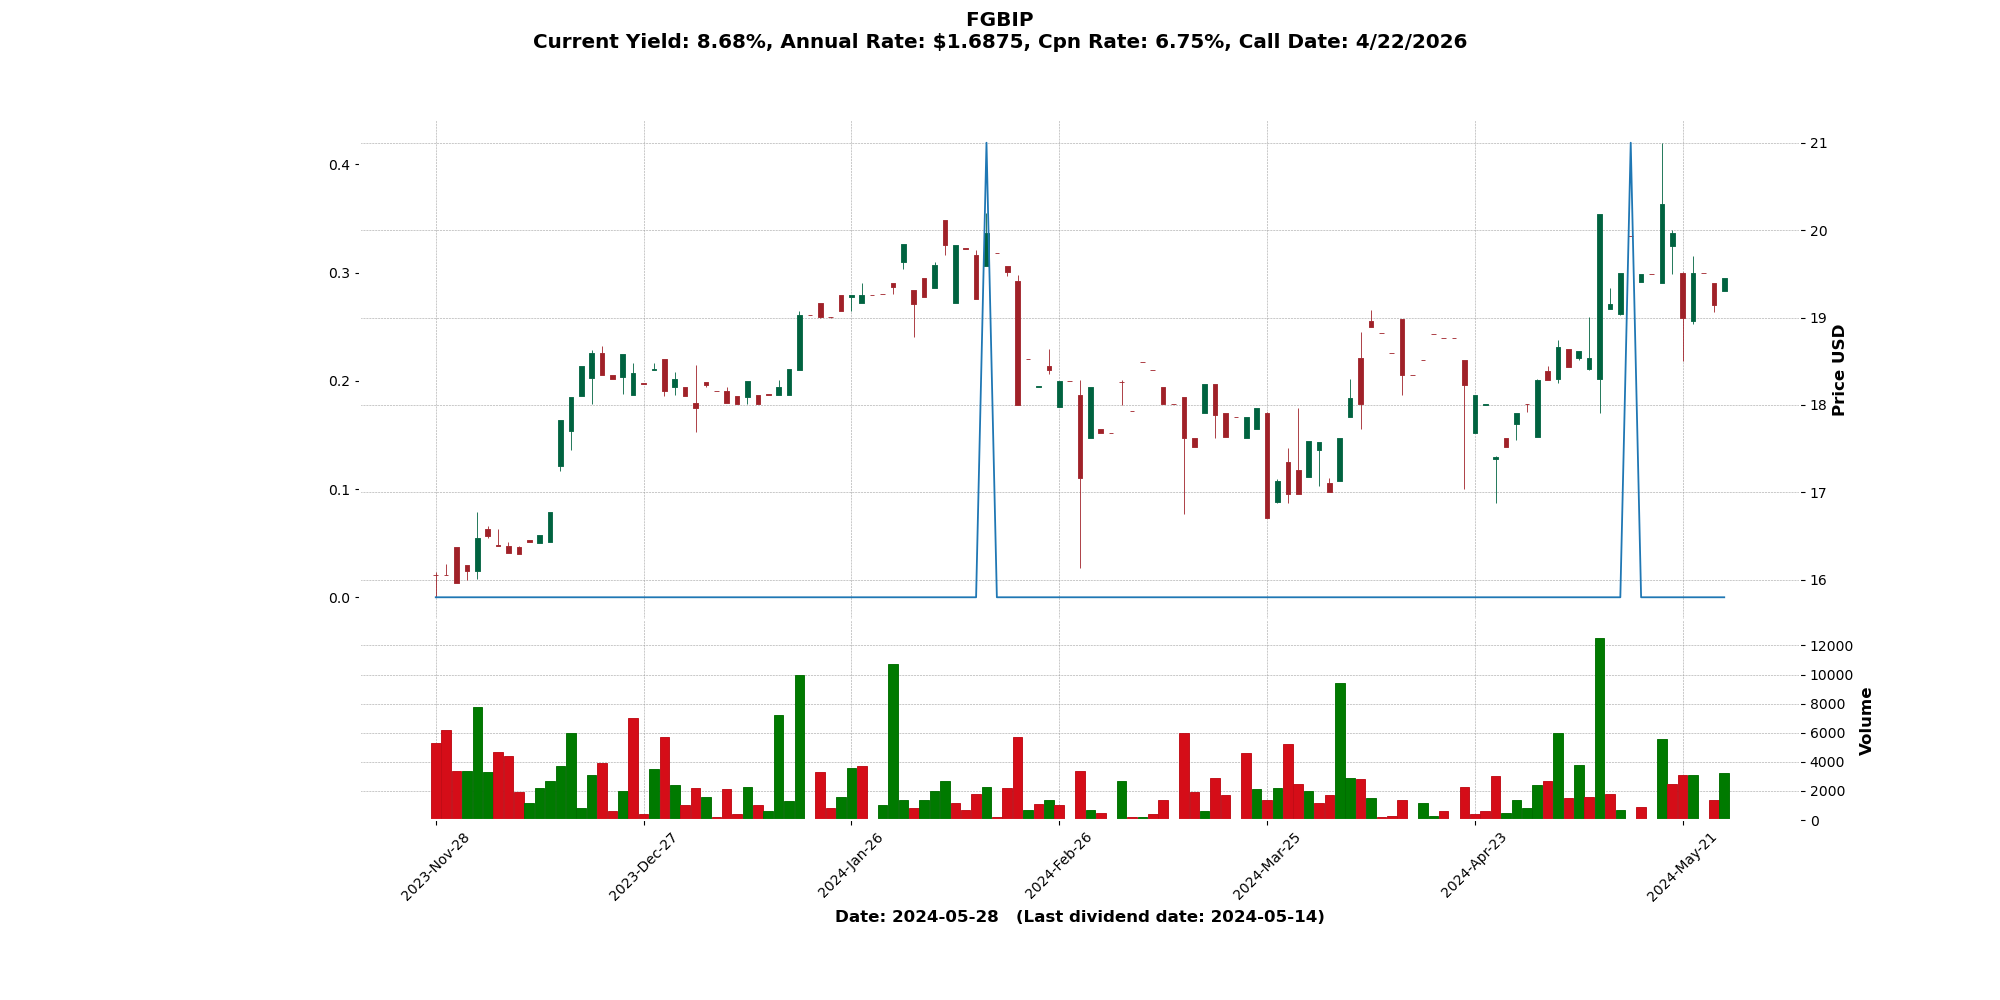 FGBIP
Current Yield: 8.68%, Annual Rate: $1.6875, Cpn Rate: 6.75%, Call Date: 4/22/2026
0.4
0.3
0.2
0.1
0.0
21
20
19
18
17
16
Price USD
12000
10000
8000
6000
4000
2000
0
Volume
2023-Nov-28
2023-Dec-27
2024-Jan-26
2024-Feb-26
2024-Mar-25
2024-Apr-23
2024-May-21
Date: 2024-05-28 (Last dividend date: 2024-05-14)